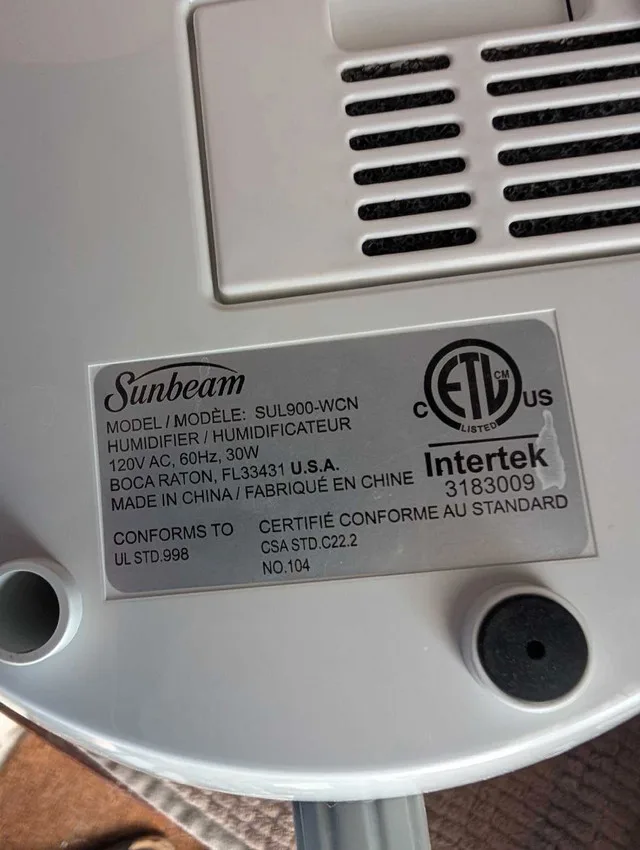 Sunbeam
MODEL / MODÈLE: SUL900-WCN
HUMIDIFIER / HUMIDIFICATEUR
120V AC, 60Hz, 30W
BOCA RATON, FL33431 U.S.A.
MADE IN CHINA / FABRIQUÉ EN CHINE
CONFORMS TO
UL STD.998
CERTIFIÉ CONFORME AU STANDARD
CSA STD.C22.2
NO.104
ETL CM
C US
LISTED
Intertek
3183009